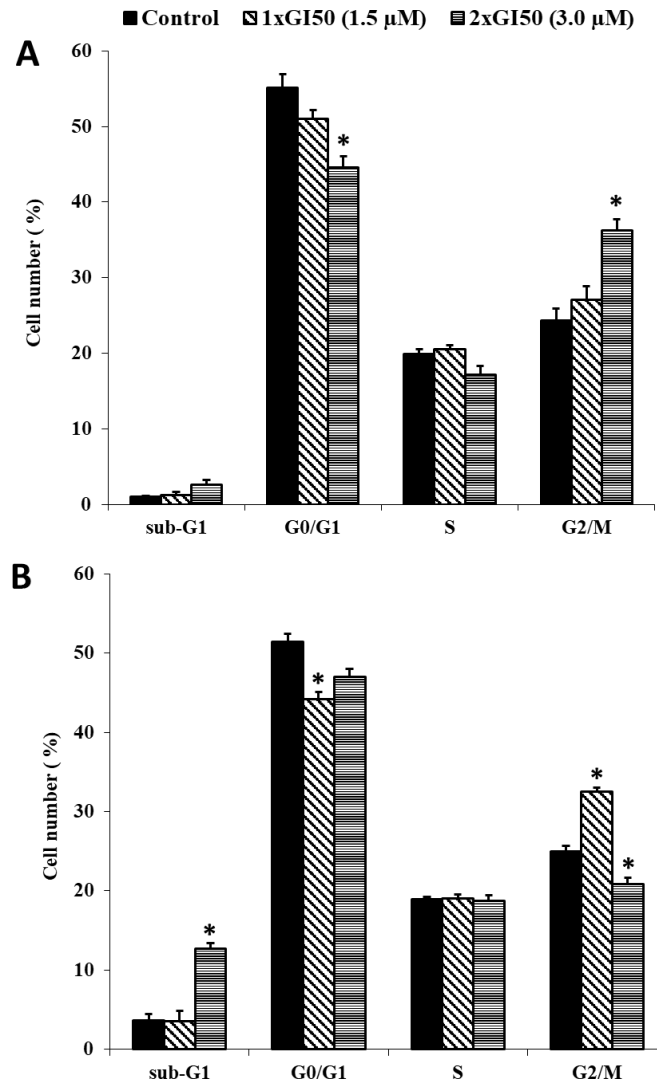 Control 1xGI50 (1.5 µM) 2xGI50 (3.0 µM)
A
60
50
40
30
20
10
0
Cell number ( %)
*
*
sub-G1 G0/G1 S G2/M
B
60
50
40
30
20
10
0
Cell number ( %)
*
*
*
*
sub-G1 G0/G1 S G2/M